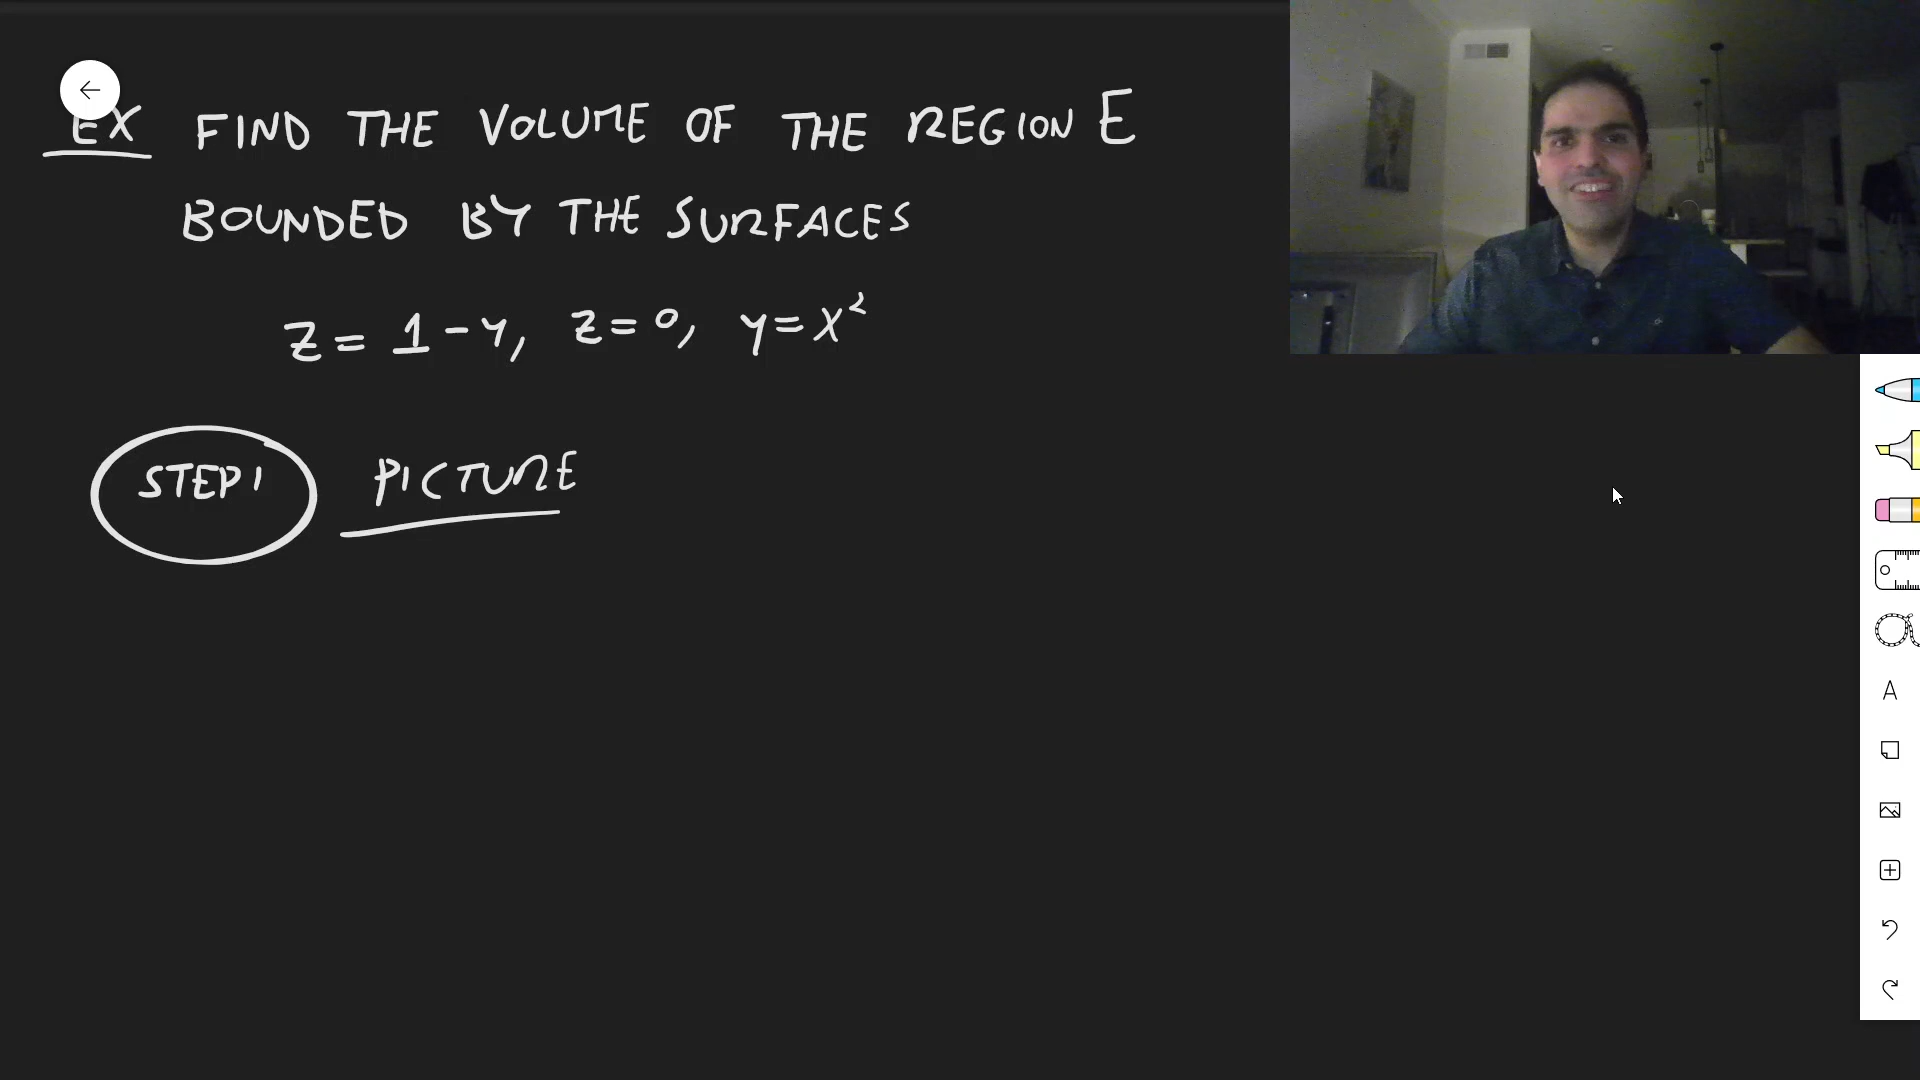 EX FIND THE VOLUME OF THE REGION E
BOUNDED BY THE SURFACES
z = 1 - y, z = 0, y = x²
STEP 1 PICTURE
A